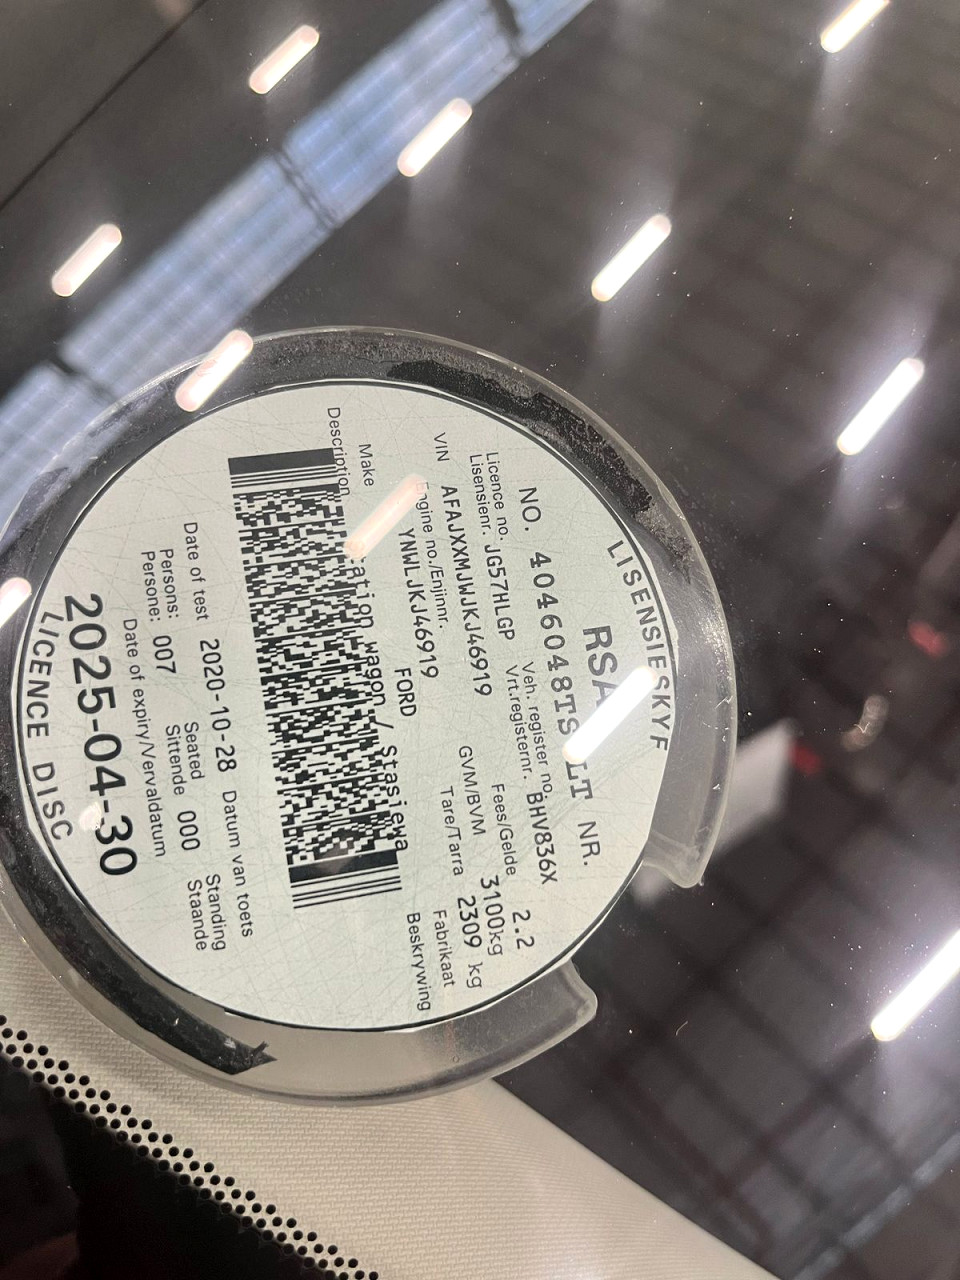 LISENSIESKYF
RSA LT NR.
NO. 4046048TS
Licence no. Veh. register no.
Lisensienr. JG57HLGP Vrt.registernr. BHV836X
Fees/Gelde 2.2
VIN AFAJXXMJWJKJ46919 GVM/BVM 3100kg
Engine no./Enjinnr. Tare/Tarra 2309 kg
YNWLJKJ46919
Make FORD Fabrikaat
Description wagon / Stasiewa Beskrywing
Date of test 2020-10-28 Datum van toets
Persons: Seated Standing
Persone: 007 Sittende 000 Staande
Date of expiry/Vervaldatum
2025-04-30
LICENCE DISC